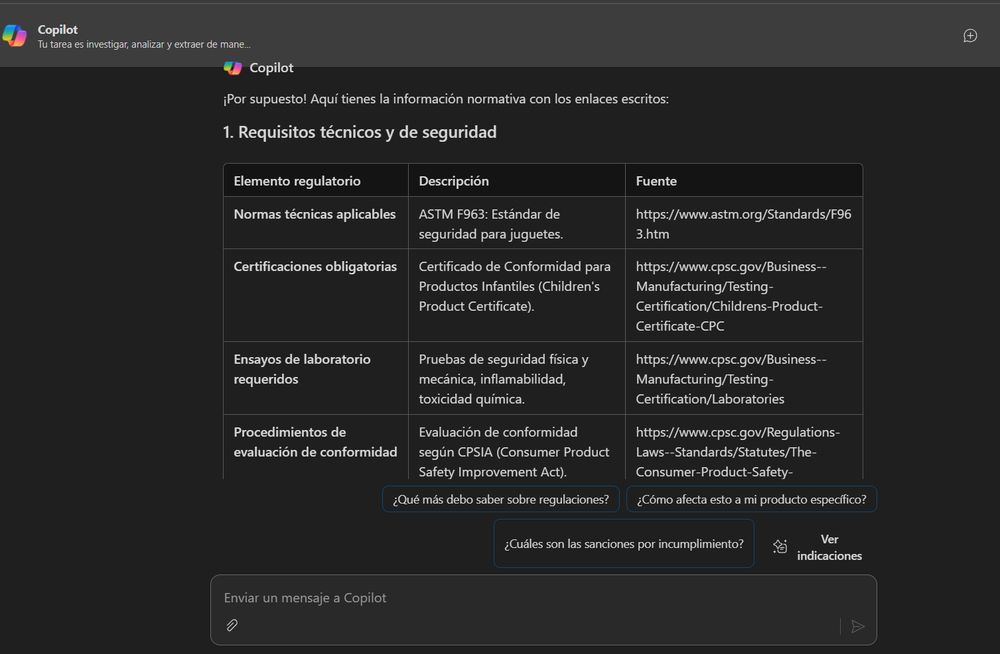 Copilot
Tu tarea es investigar, analizar y extraer de mane...
Copilot
¡Por supuesto! Aquí tienes la información normativa con los enlaces escritos:
1. Requisitos técnicos y de seguridad
Elemento regulatorio
Descripción
Fuente
Normas técnicas aplicables
ASTM F963: Estándar de
seguridad para juguetes.
https://www.astm.org/Standards/F96
3.htm
Certificaciones obligatorias
Certificado de Conformidad para
Productos Infantiles (Children's
Product Certificate).
https://www.cpsc.gov/Business--
Manufacturing/Testing-
Certification/Childrens-Product-
Certificate-CPC
Ensayos de laboratorio
requeridos
Pruebas de seguridad física y
mecánica, inflamabilidad,
toxicidad química.
https://www.cpsc.gov/Business--
Manufacturing/Testing-
Certification/Laboratories
Procedimientos de
evaluación de conformidad
Evaluación de conformidad
según CPSIA (Consumer Product
Safety Improvement Act).
https://www.cpsc.gov/Regulations-
Laws--Standards/Statutes/The-
Consumer-Product-Safety-
¿Qué más debo saber sobre regulaciones?
¿Cómo afecta esto a mi producto específico?
¿Cuáles son las sanciones por incumplimiento?
Ver
indicaciones
Enviar un mensaje a Copilot